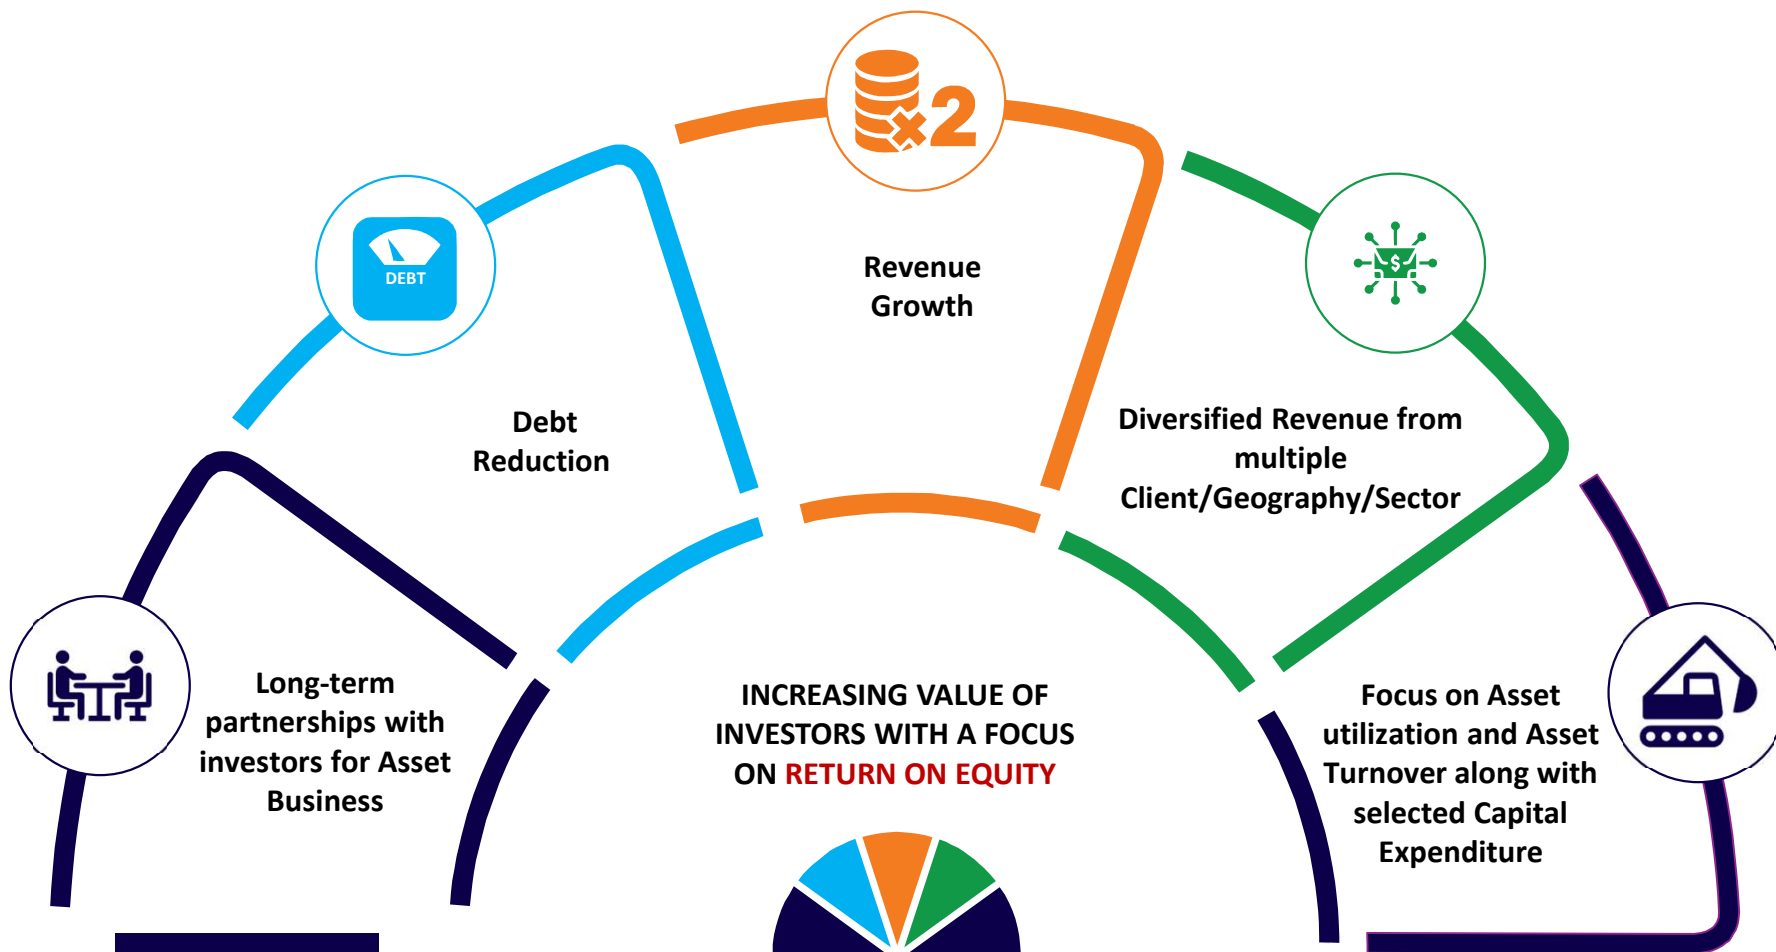 ×2
Revenue
Growth
DEBT
Debt
Reduction
$
Diversified Revenue from
multiple
Client/Geography/Sector
Long-term
partnerships with
investors for Asset
Business
INCREASING VALUE OF
INVESTORS WITH A FOCUS
ON RETURN ON EQUITY
Focus on Asset
utilization and Asset
Turnover along with
selected Capital
Expenditure